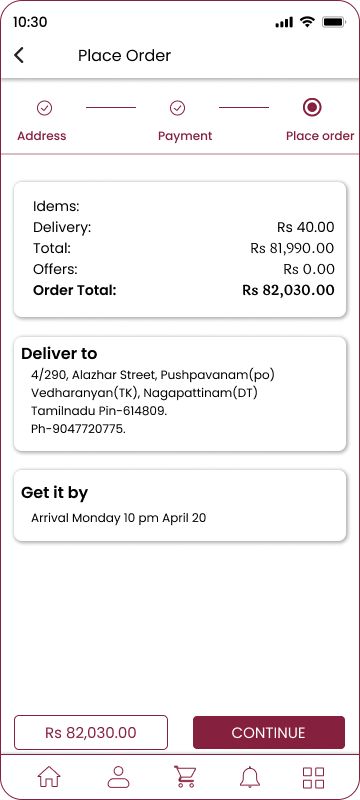 10:30
Place Order
Address Payment Place order
Idems:
Delivery: Rs 40.00
Total: Rs 81,990.00
Offers: Rs 0.00
Order Total: Rs 82,030.00
Deliver to
4/290, Alazhar Street, Pushpavanam(po)
Vedharanyan(TK), Nagapattinam(DT)
Tamilnadu Pin-614809.
Ph-9047720775.
Get it by
Arrival Monday 10 pm April 20
Rs 82,030.00 CONTINUE